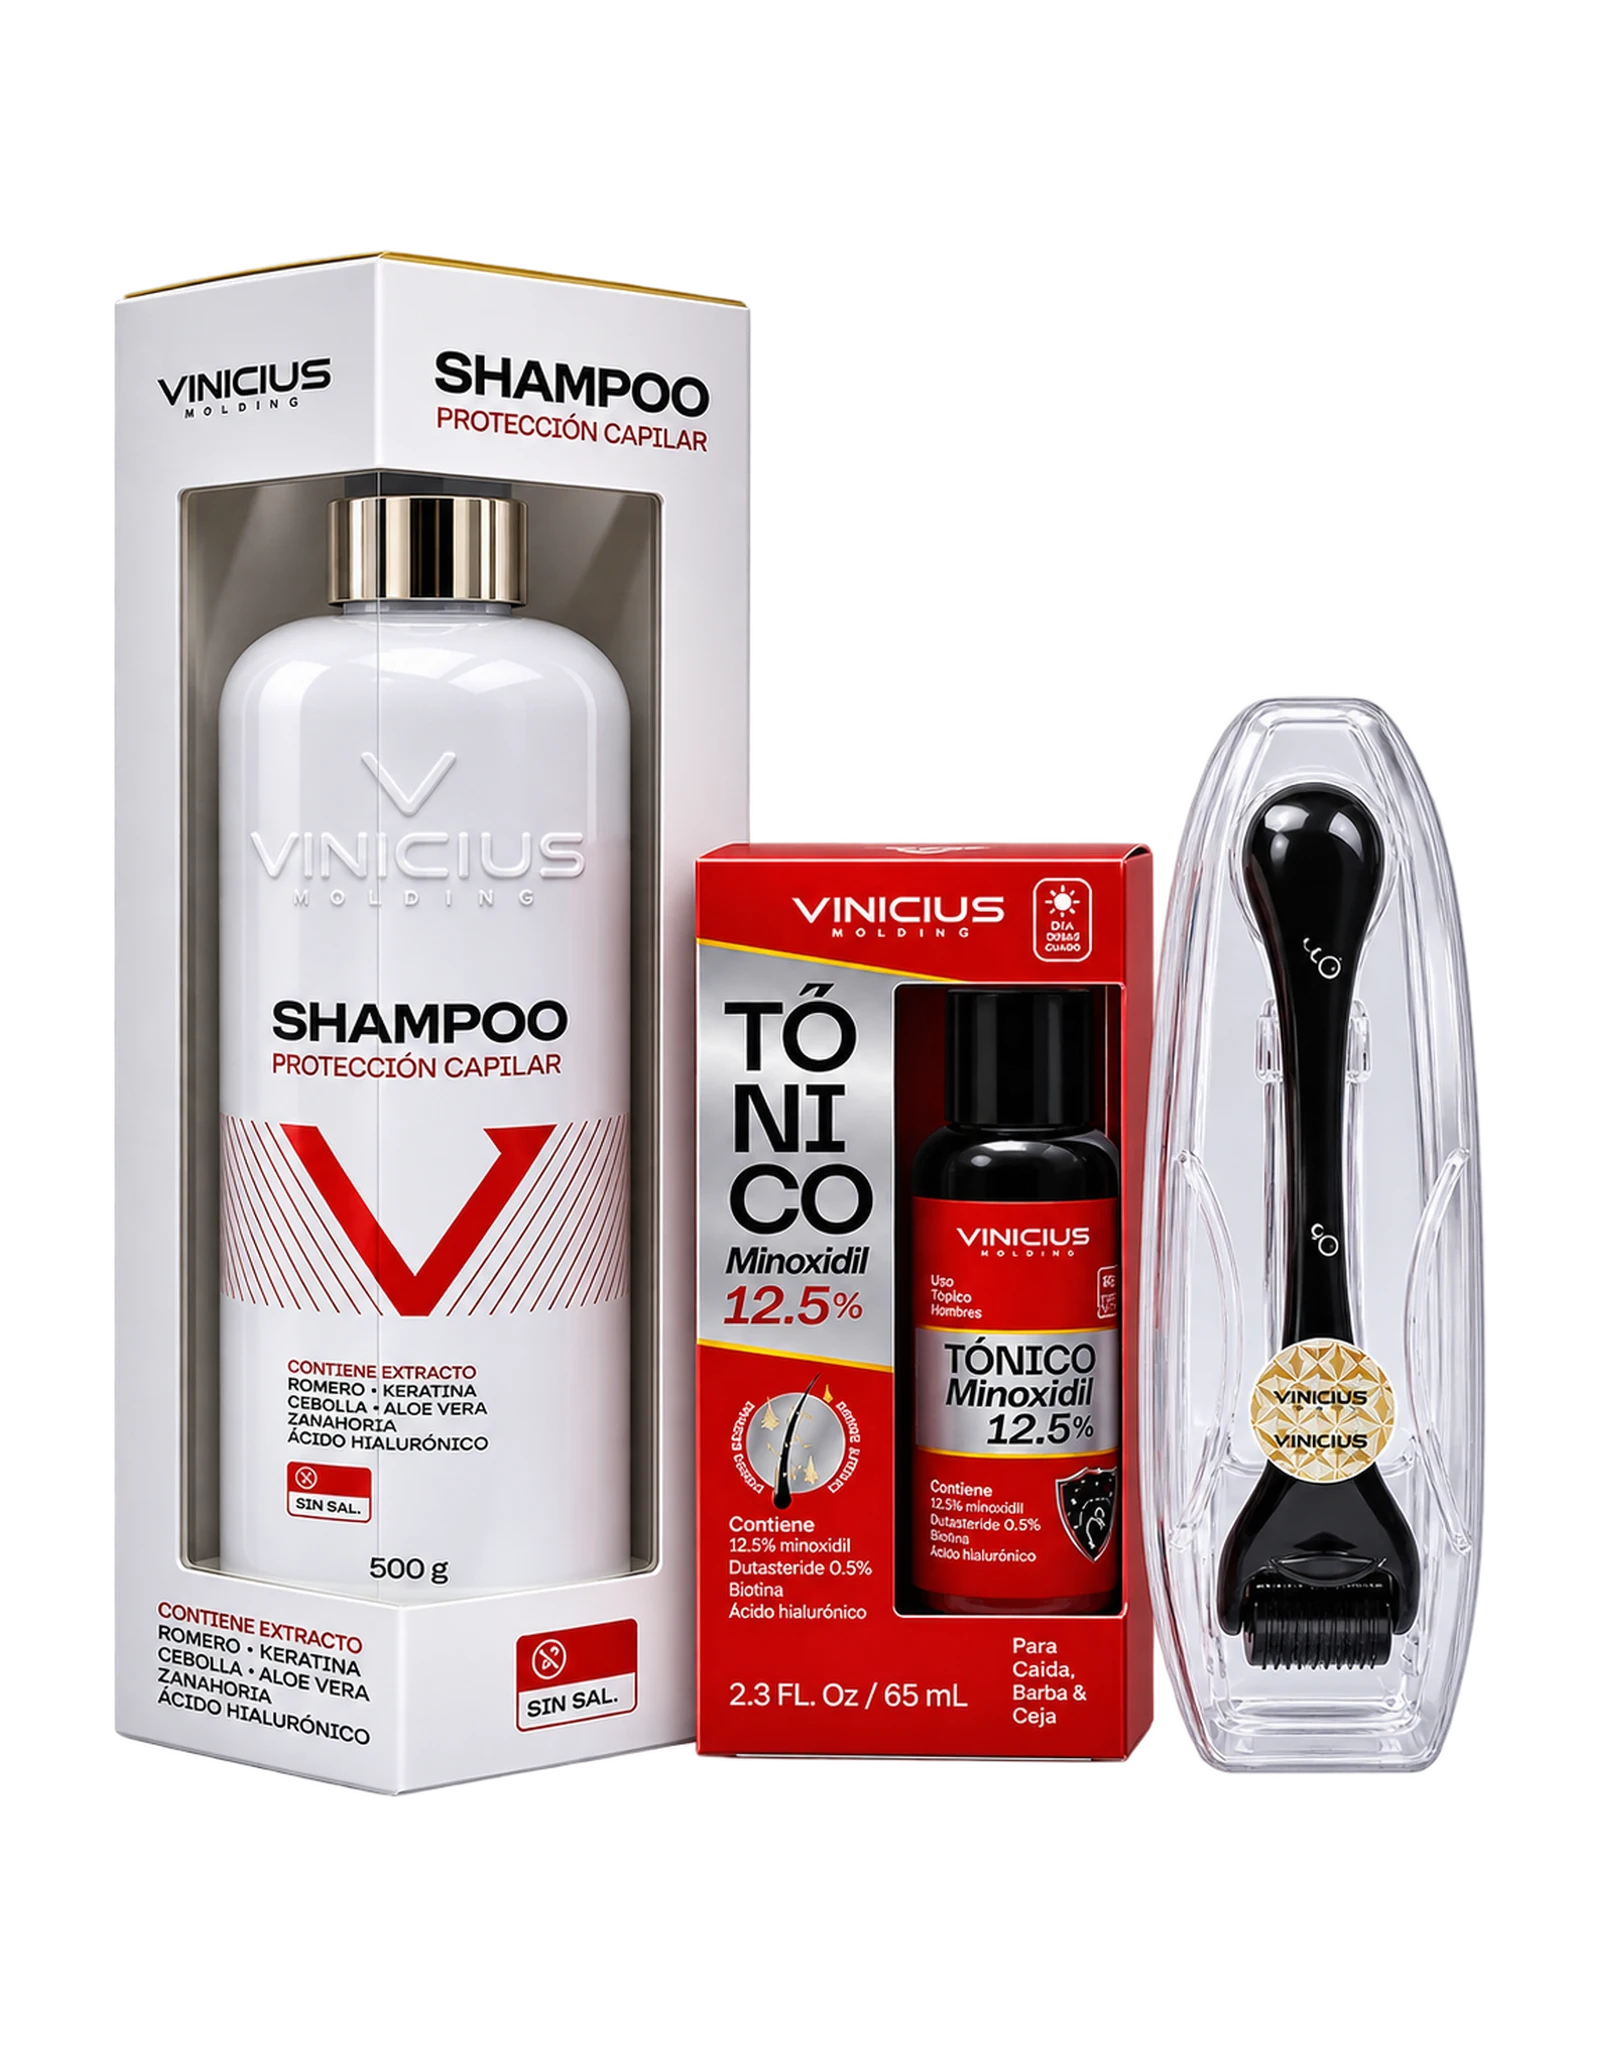 VINICIUS
MOLDING
SHAMPOO
PROTECCIÓN CAPILAR
VINICIUS
MOLDING
SHAMPOO
PROTECCIÓN CAPILAR
CONTIENE EXTRACTO
ROMERO • KERATINA
CEBOLLA • ALOE VERA
ZANAHORIA
ÁCIDO HIALURÓNICO
SIN SAL.
500 g
CONTIENE EXTRACTO
ROMERO • KERATINA
CEBOLLA • ALOE VERA
ZANAHORIA
ÁCIDO HIALURÓNICO
SIN SAL.
VINICIUS
MOLDING
DÍA
TŐ
NI
CO
Minoxidil
12.5%
Contiene
12.5% minoxidil
Dutasteride 0.5%
Biotina
Ácido hialurónico
2.3 FL. Oz / 65 mL
Para
Caida,
Barba &
Ceja
VINICIUS
MOLDING
Uso
Tópico
Hombres
TÓNICO
Minoxidil
12.5%
Contiene
12.5% minoxidil
Dutasteride 0.5%
Biotina
Ácido hialurónico
VINICIUS
VINICIUS